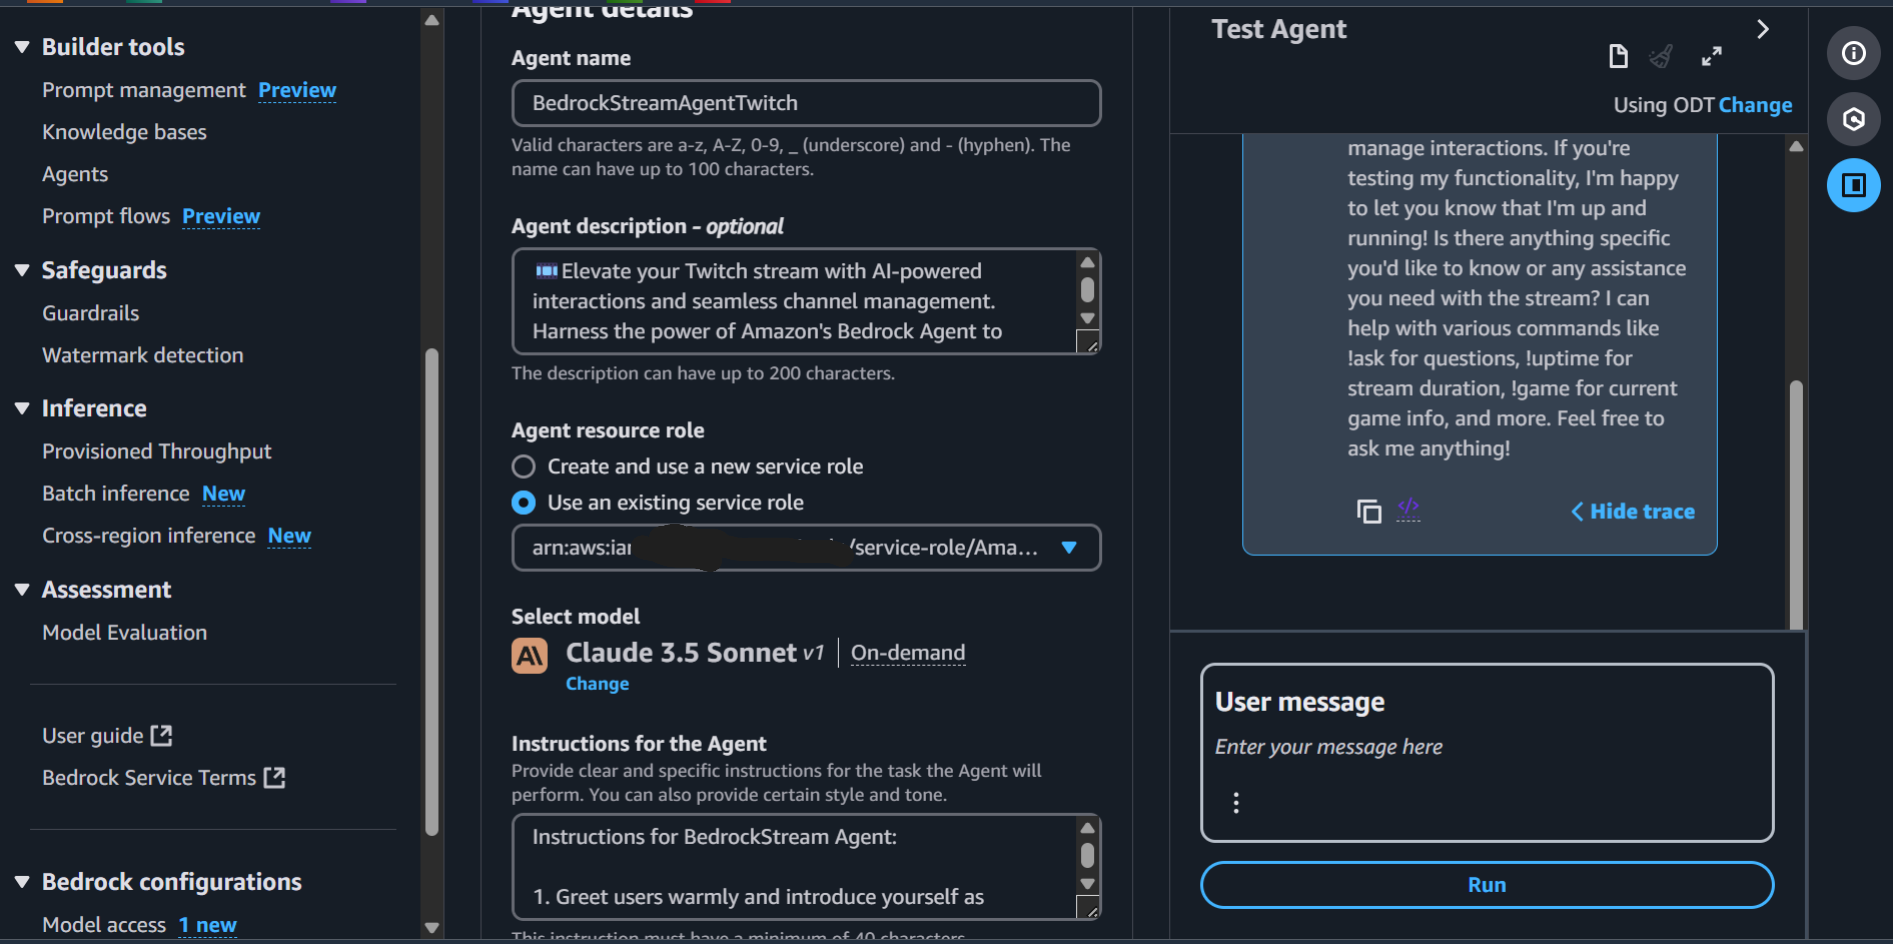 Builder tools
Prompt management Preview
Knowledge bases
Agents
Prompt flows Preview
Safeguards
Guardrails
Watermark detection
Inference
Provisioned Throughput
Batch inference New
Cross-region inference New
Assessment
Model Evaluation
User guide
Bedrock Service Terms
Bedrock configurations
Model access 1 new
Agent details
Agent name
BedrockStreamAgentTwitch
Valid characters are a-z, A-Z, 0-9, _ (underscore) and - (hyphen). The
name can have up to 100 characters.
Agent description - optional
Elevate your Twitch stream with AI-powered
interactions and seamless channel management.
Harness the power of Amazon's Bedrock Agent to
The description can have up to 200 characters.
Agent resource role
Create and use a new service role
Use an existing service role
arn:aws:iam /service-role/Ama...
Select model
Claude 3.5 Sonnet v1 | On-demand
Change
Instructions for the Agent
Provide clear and specific instructions for the task the Agent will
perform. You can also provide certain style and tone.
Instructions for BedrockStream Agent:
1. Greet users warmly and introduce yourself as
This instruction must have a minimum of 40 characters
Test Agent
Using ODT Change
manage interactions. If you're
testing my functionality, I'm happy
to let you know that I'm up and
running! Is there anything specific
you'd like to know or any assistance
you need with the stream? I can
help with various commands like
!ask for questions, !uptime for
stream duration, !game for current
game info, and more. Feel free to
ask me anything!
</> Hide trace
User message
Enter your message here
Run